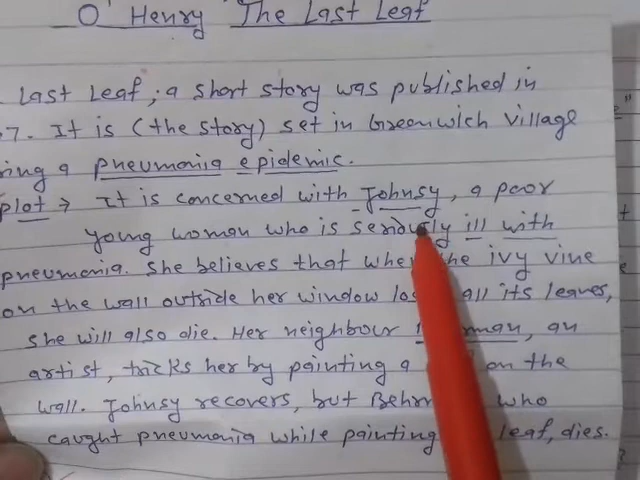 O' Henry The Last Leaf
Last Leaf; a short story was published in
7. It is (the story) set in Greenwich village
ring a pneumonia epidemic.
plot → It is concerned with Johnsy, a poor
young woman who is seriously ill with
pneumonia. She believes that when the ivy vine
on the wall outside her window all its leaves,
she will also die. Her neighbour an
artist, tricks her by painting a on the
wall. Johnsy recovers, but who
caught pneumonia while painting leaf, dies.